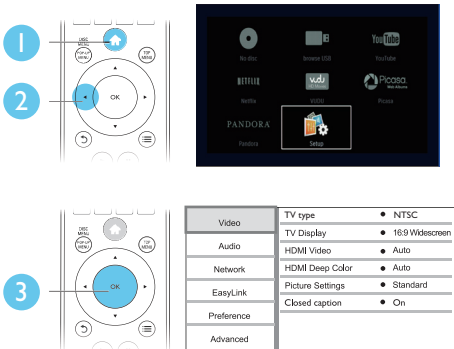 1
2
DISC
MENU
POP-UP
MENU
TOP
MENU
OK
No disc
browse USB
YouTube
YouTube
NETFLIX
Netflix
vudu
HD Movies
VUDU
Picasa
Web Albums
Picasa
PANDORA
Pandora
Setup
3
DISC
MENU
POP-UP
MENU
TOP
MENU
OK
Video
Audio
Network
EasyLink
Preference
Advanced
TV type • NTSC
TV Display • 16:9 Widescreen
HDMI Video • Auto
HDMI Deep Color • Auto
Picture Settings • Standard
Closed caption • On